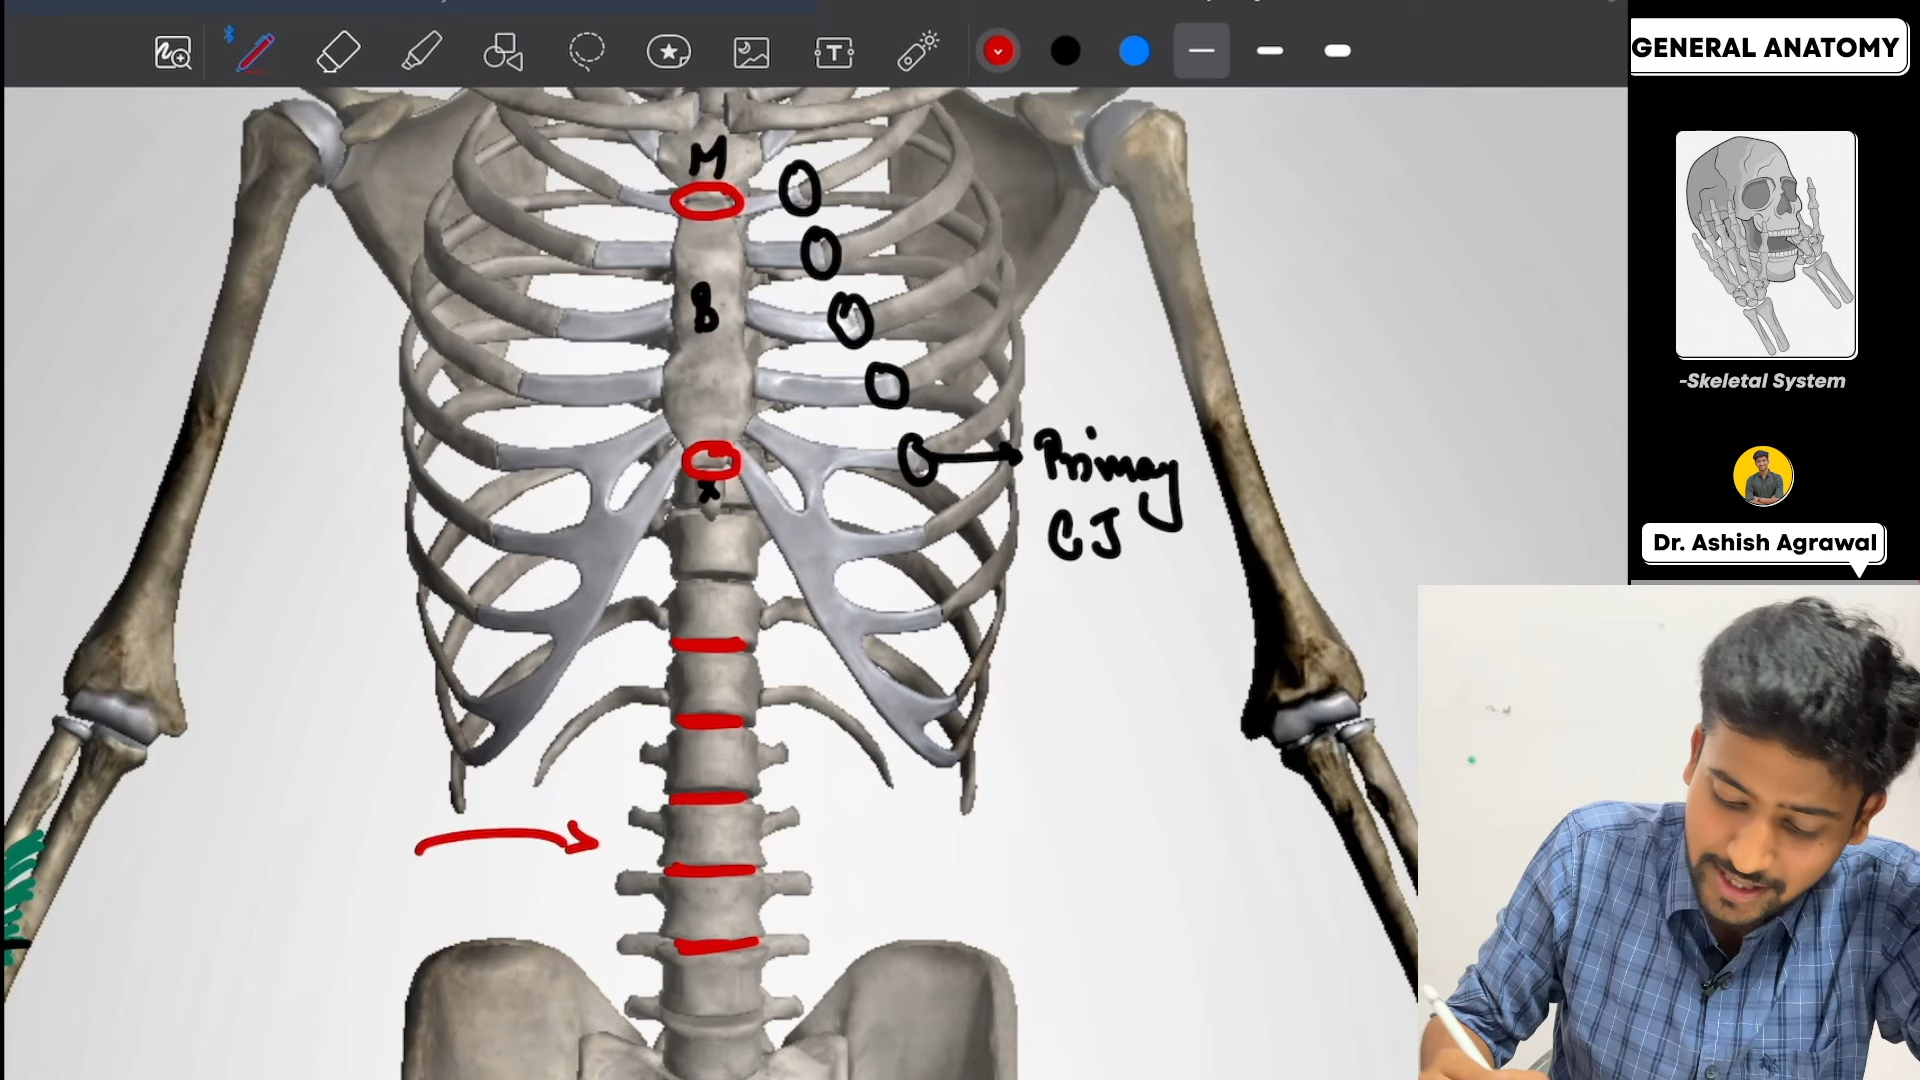 GENERAL ANATOMY
M
B
x
Primary
CJ
-Skeletal System
Dr. Ashish Agrawal
T